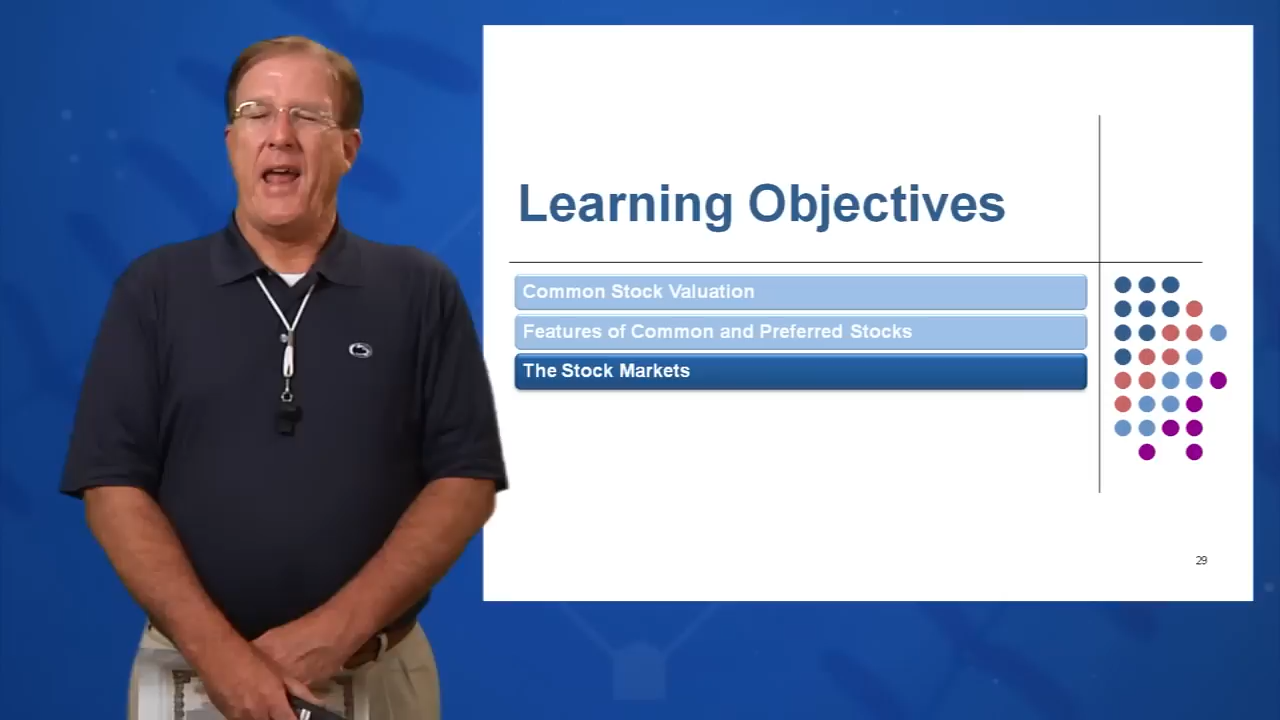 Learning Objectives
Common Stock Valuation
Features of Common and Preferred Stocks
The Stock Markets
29